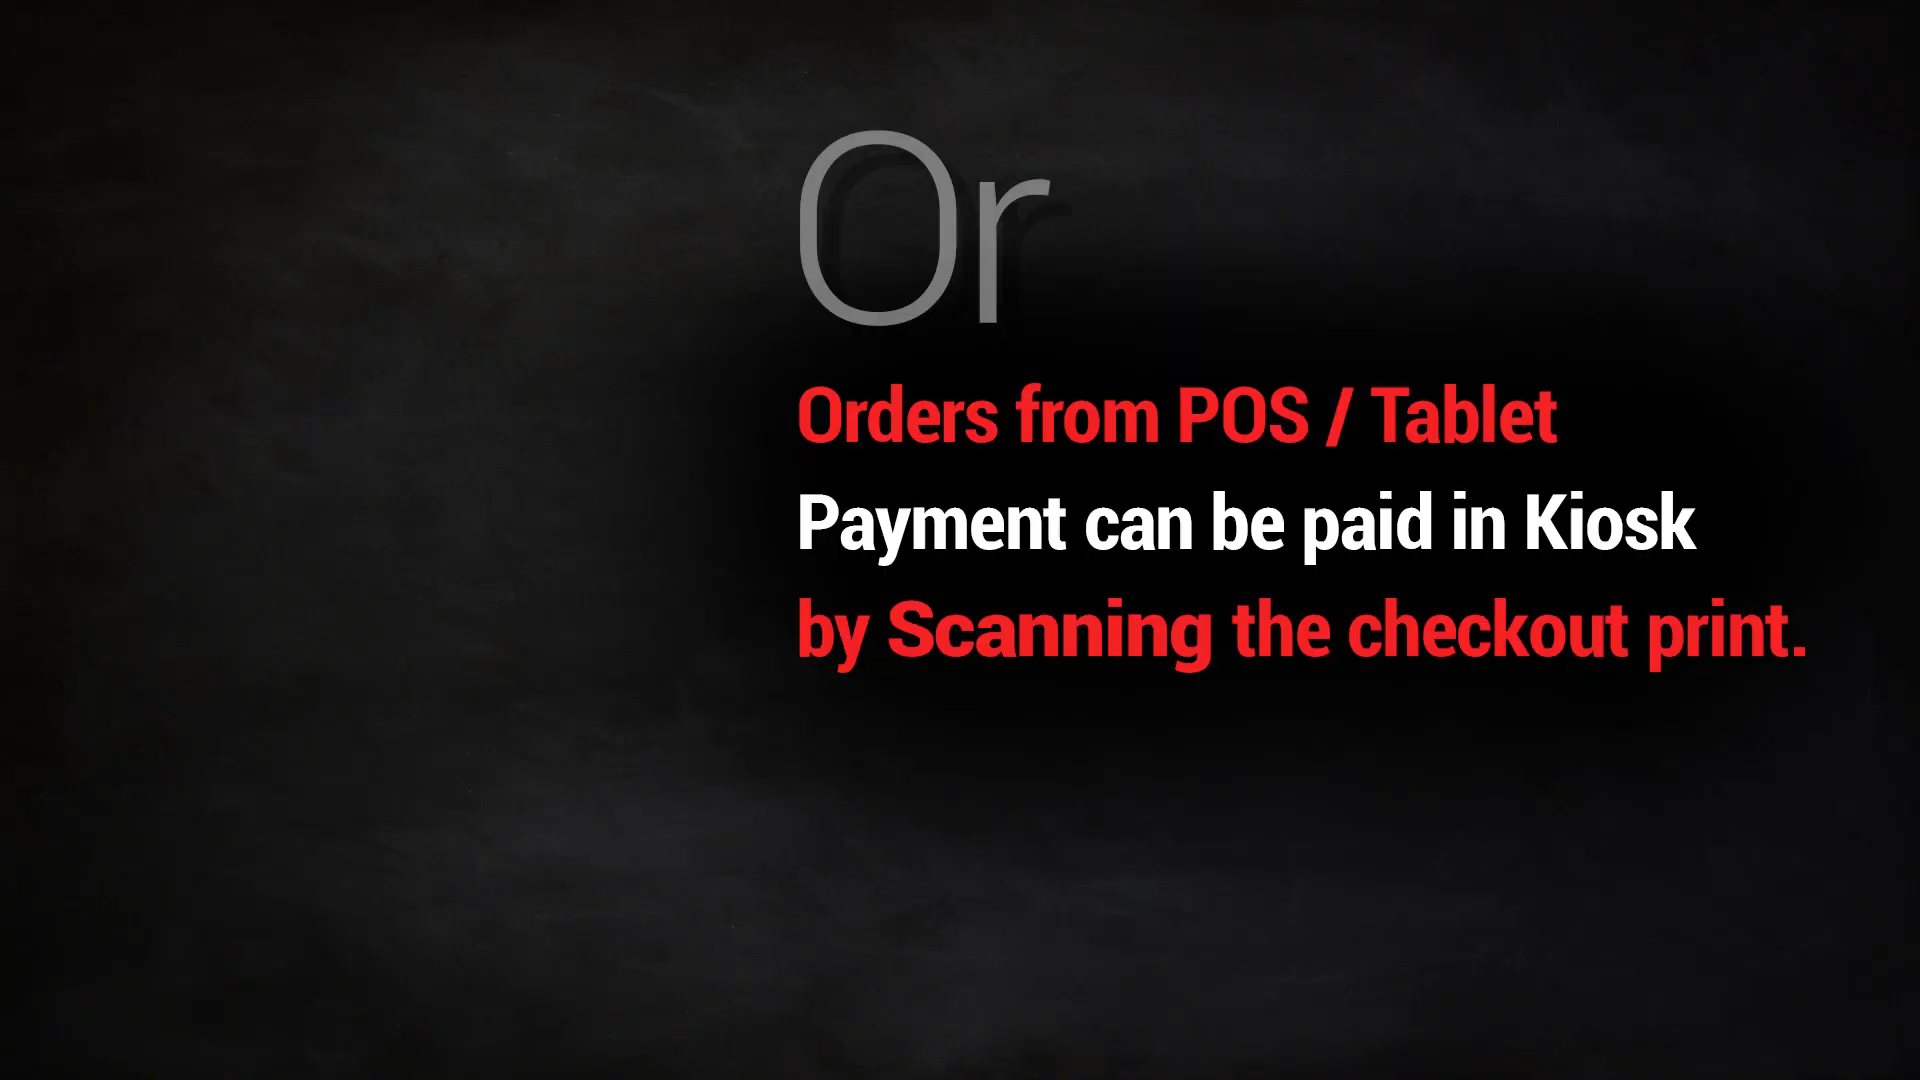 Or
Orders from POS / Tablet
Payment can be paid in Kiosk
by Scanning the checkout print.